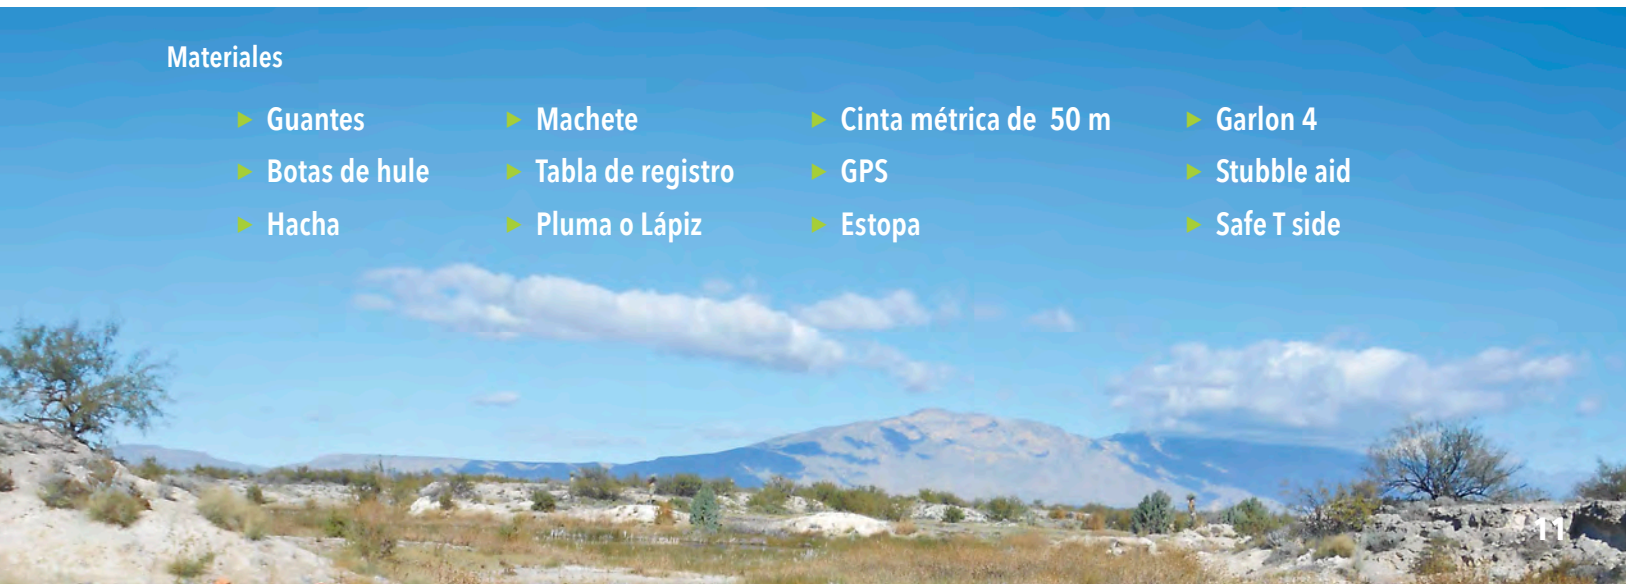 Materiales
Guantes
Botas de hule
Hacha
Machete
Tabla de registro
Pluma o Lápiz
Cinta métrica de 50 m
GPS
Estopa
Garlon 4
Stubble aid
Safe T side
11